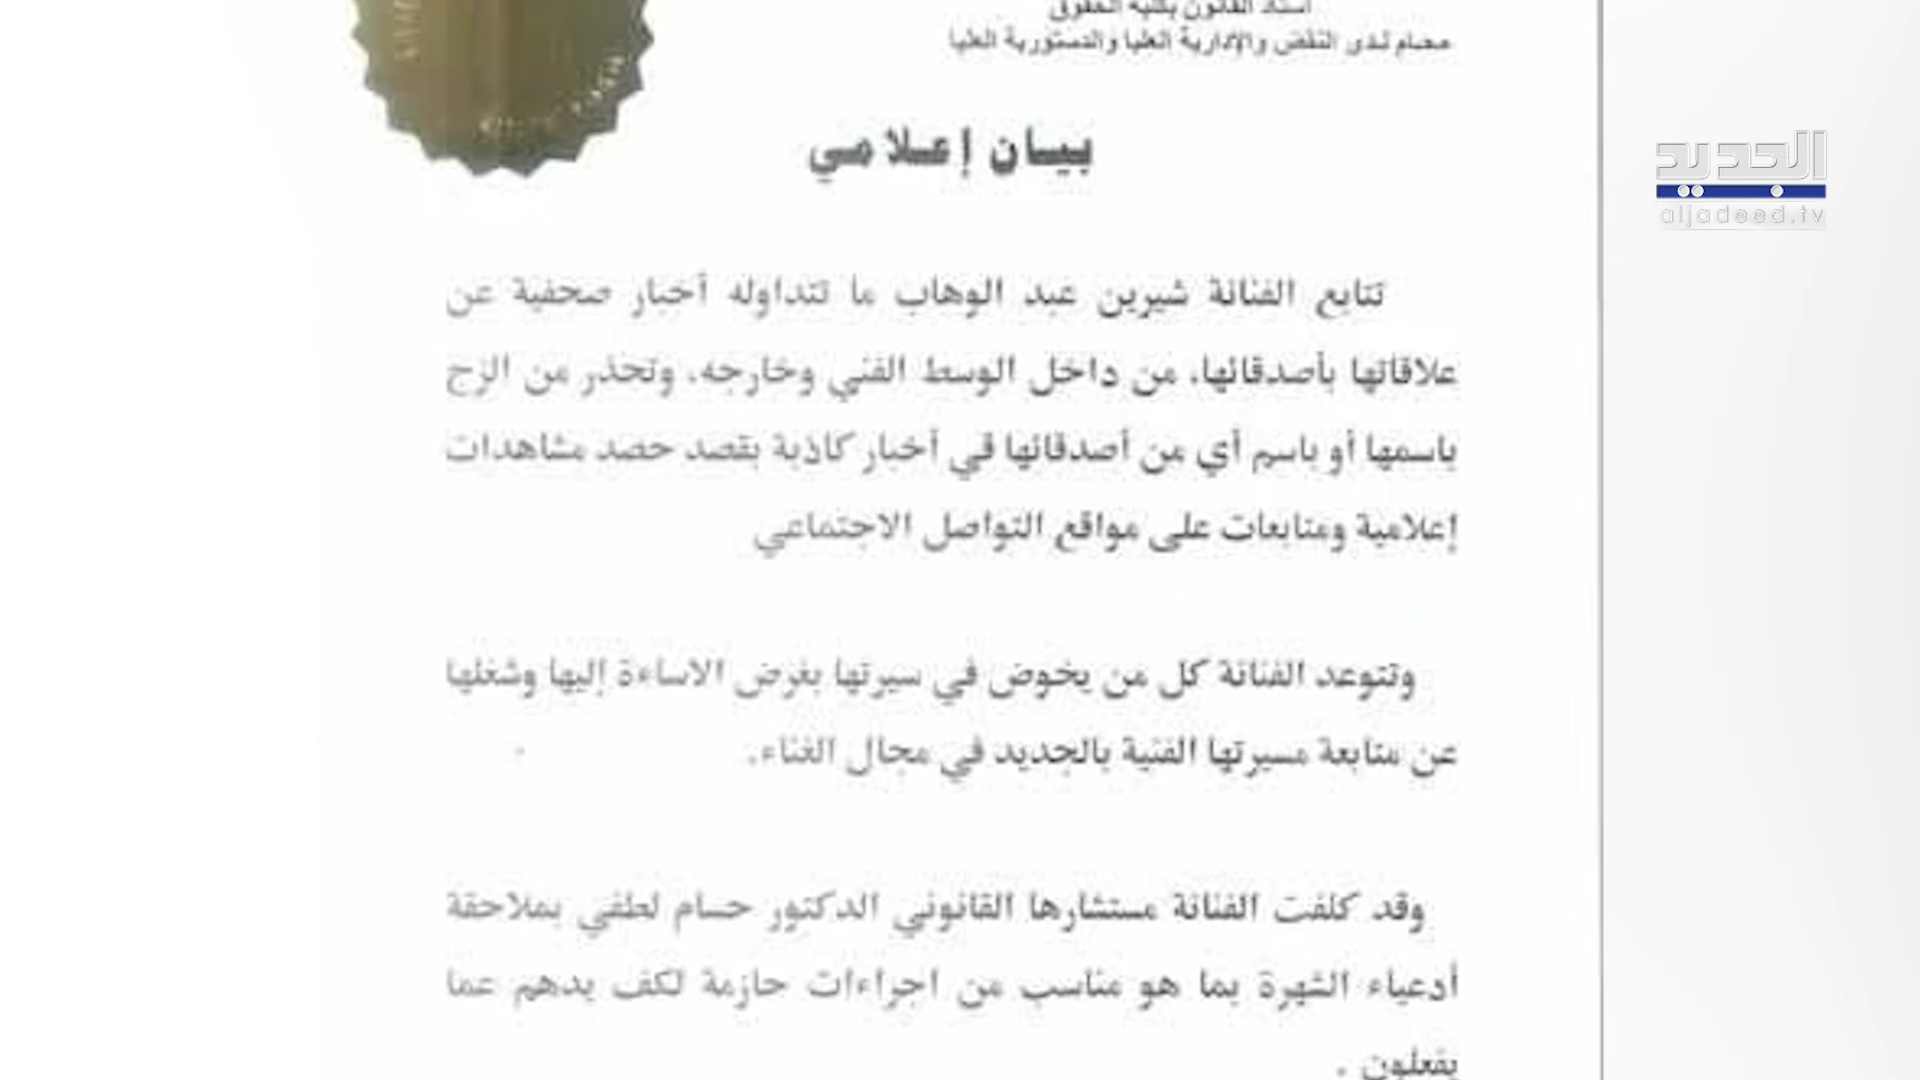 أستاذ القانون بكلية الحقوق
محام لدى النقض والإدارية العليا والدستورية العليا
بيان إعلامي
الجديد
aljadeed.tv
تتابع الفنانة شيرين عبد الوهاب ما تتداوله أخبار صحفية عن
علاقاتها بأصدقائها، من داخل الوسط الفني وخارجه، وتحذر من الزج
باسمها أو باسم أي من أصدقائها في أخبار كاذبة بقصد حصد مشاهدات
إعلامية ومتابعات على مواقع التواصل الاجتماعي
وتتوعد الفنانة كل من يخوض في سيرتها بغرض الاساءة إليها وشغلها
عن متابعة مسيرتها الفنية بالجديد في مجال الغناء.
وقد كلفت الفنانة مستشارها القانوني الدكتور حسام لطفي بملاحقة
أدعياء الشهرة بما هو مناسب من اجراءات حازمة لكف يدهم عما
يفعلون .